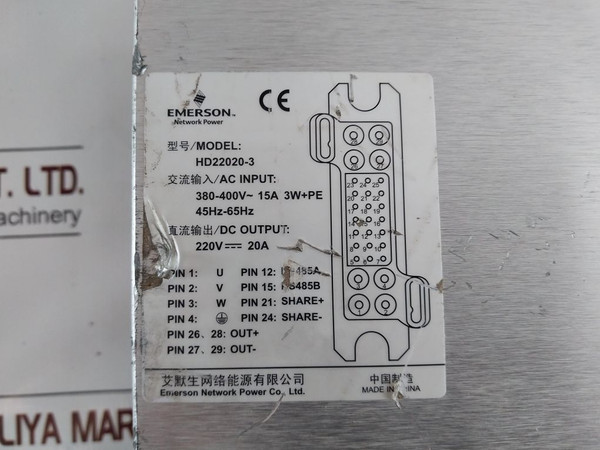 EMERSON
Network Power
CE
型号/MODEL:
HD22020-3
交流输入/AC INPUT:
380-400V~ 15A 3W+PE
45Hz-65Hz
直流输出/DC OUTPUT:
220V⎓ 20A
PIN 1: U PIN 12: RS485A
PIN 2: V PIN 15: RS485B
PIN 3: W PIN 21: SHARE+
PIN 4: ⏚ PIN 24: SHARE-
PIN 26, 28: OUT+
PIN 27, 29: OUT-
艾默生网络能源有限公司
Emerson Network Power Co., Ltd.
中国制造
MADE IN CHINA
T. LTD.
achinery
LIYA MAR